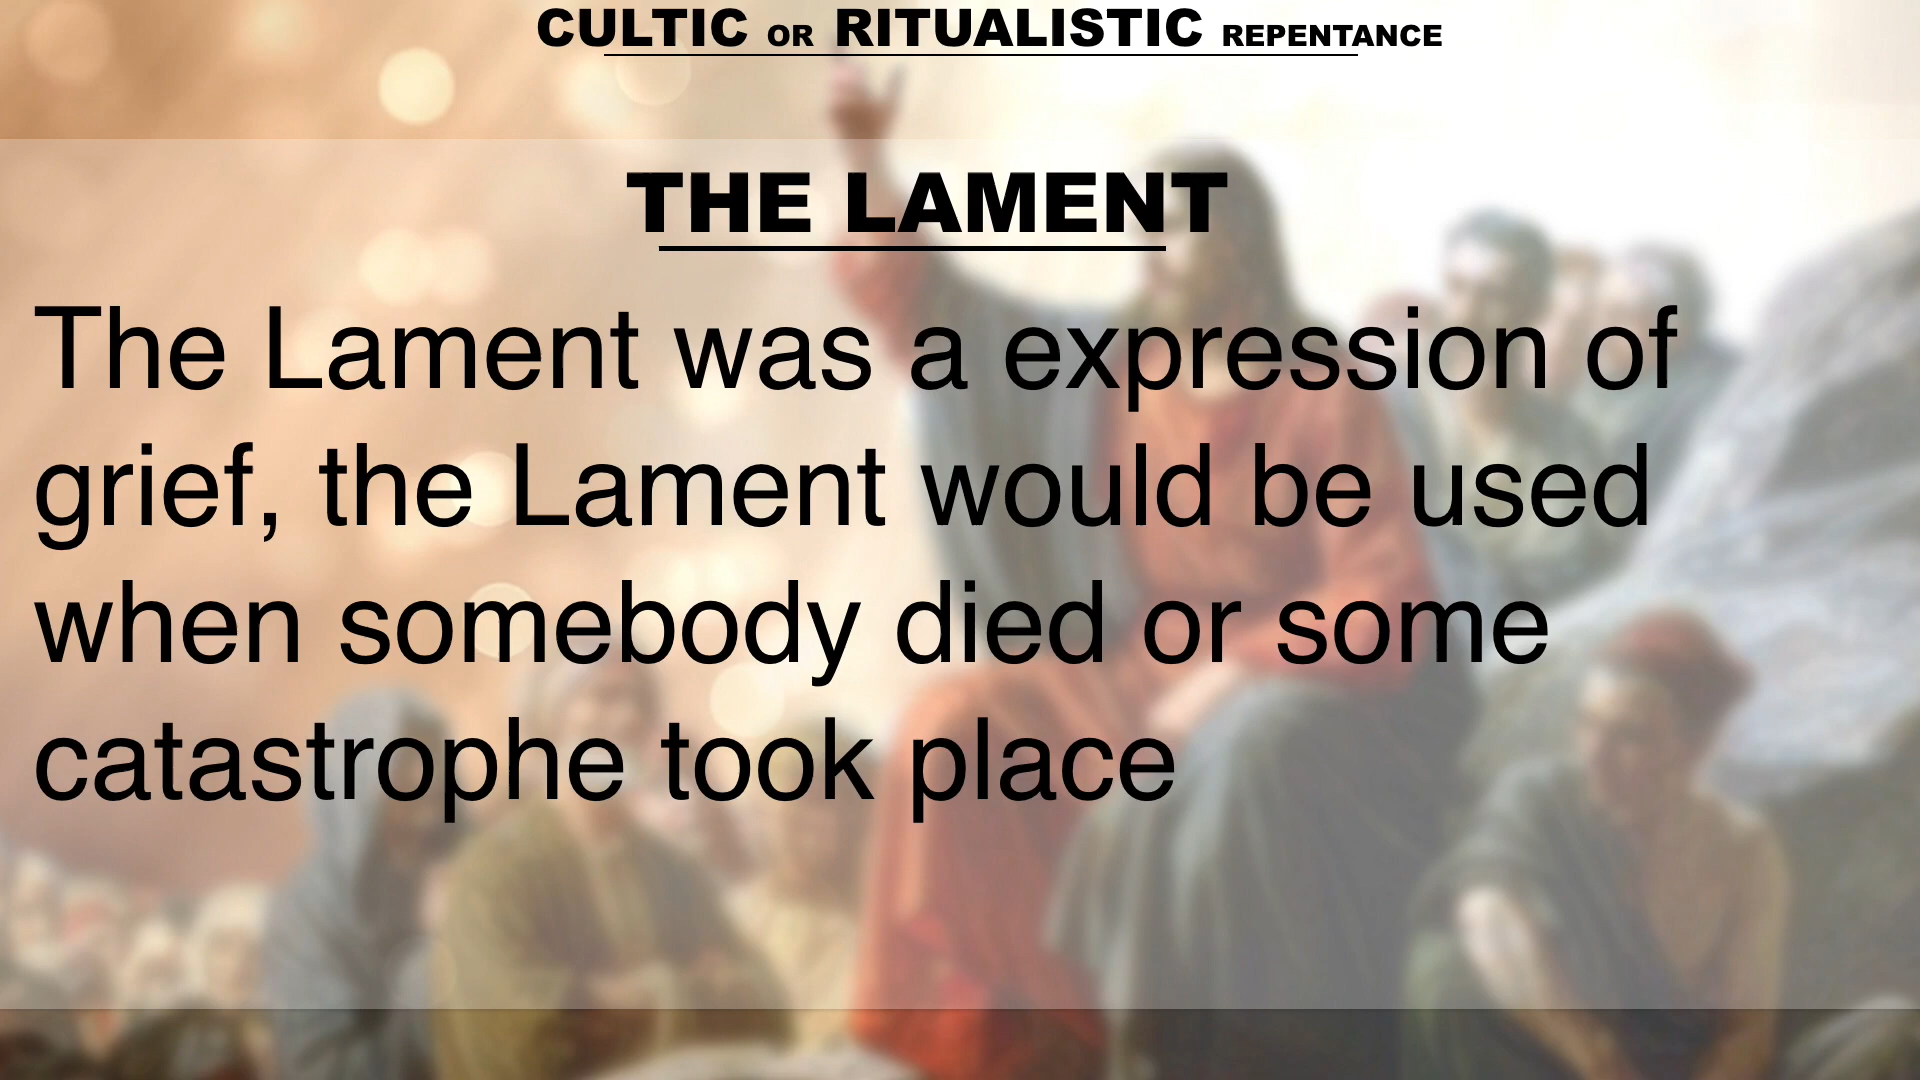 CULTIC OR RITUALISTIC REPENTANCE
THE LAMENT
The Lament was a expression of
grief, the Lament would be used
when somebody died or some
catastrophe took place